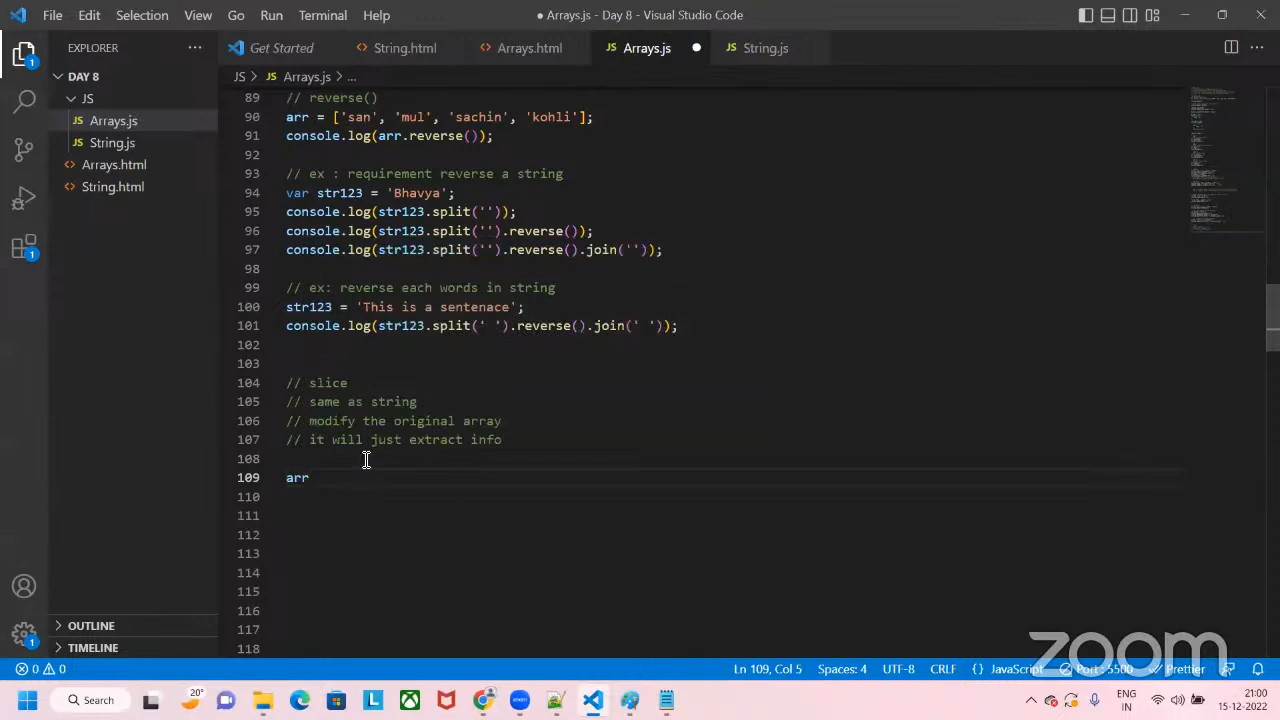 File Edit Selection View Go Run Terminal Help
● Arrays.js - Day 8 - Visual Studio Code
EXPLORER
Get Started String.html Arrays.html JS Arrays.js JS String.js
DAY 8
JS > JS Arrays.js > ...
JS
JS Arrays.js
JS String.js
Arrays.html
String.html
89 // reverse()
90 arr = ['san', 'mul', 'sachin', 'kohli'];
91 console.log(arr.reverse());
92
93 // ex : requirement reverse a string
94 var str123 = 'Bhavya';
95 console.log(str123.split(''));
96 console.log(str123.split('').reverse());
97 console.log(str123.split('').reverse().join(''));
98
99 // ex: reverse each words in string
100 str123 = 'This is a sentenace';
101 console.log(str123.split(' ').reverse().join(' '));
102
103
104 // slice
105 // same as string
106 // modify the original array
107 // it will just extract info
108
109 arr
110
111
112
113
114
115
116
117
118
OUTLINE
TIMELINE
zoom
0 0 Ln 109, Col 5 Spaces: 4 UTF-8 CRLF {} JavaScript Port : 5500 Prettier
Search 20° ENG IN 21:00 15-12-2022